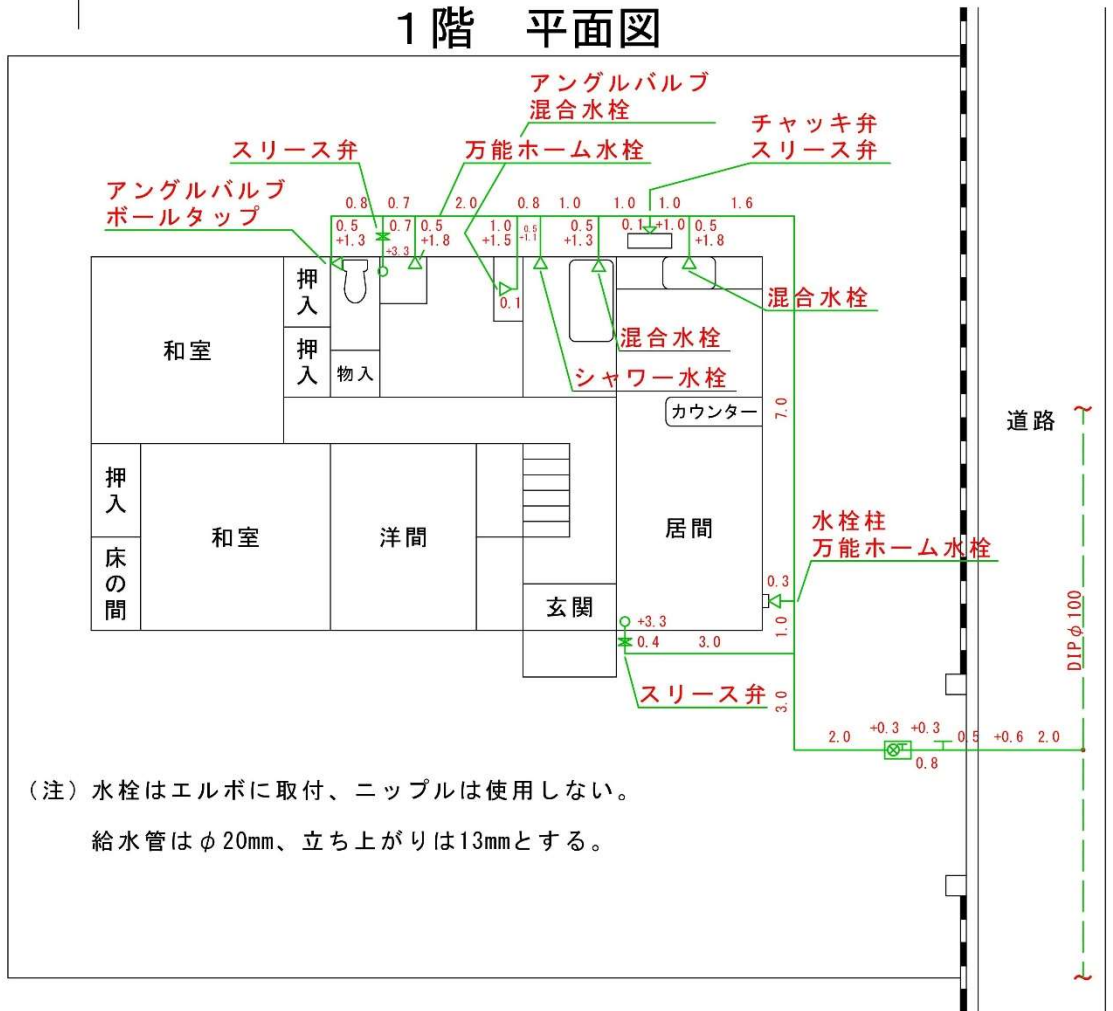 1階 平面図
アングルバルブ
混合水栓
チャッキ弁
スリース弁
スリース弁
万能ホーム水栓
アングルバルブ
ボールタップ
0.8 0.7 2.0 0.8 1.0 1.0 1.0 1.6
0.5 0.7 0.5 1.0 0.5 0.5 0.1 +1.0 0.5
+1.3 +3.3 +1.8 +1.5 +1.1 +1.3 +1.8
0.1
押入
和室
押入
物入
混合水栓
混合水栓
シャワー水栓
カウンター
7.0
道路
押入
和室
洋間
居間
水栓柱
万能ホーム水栓
床の間
玄関
0.3
1.0
+3.3
0.4 3.0
スリース弁
3.0
DIPφ100
2.0 +0.3 +0.3 0.5 +0.6 2.0
0.8
(注) 水栓はエルボに取付、ニップルは使用しない。
給水管はφ20mm、立ち上がりは13mmとする。